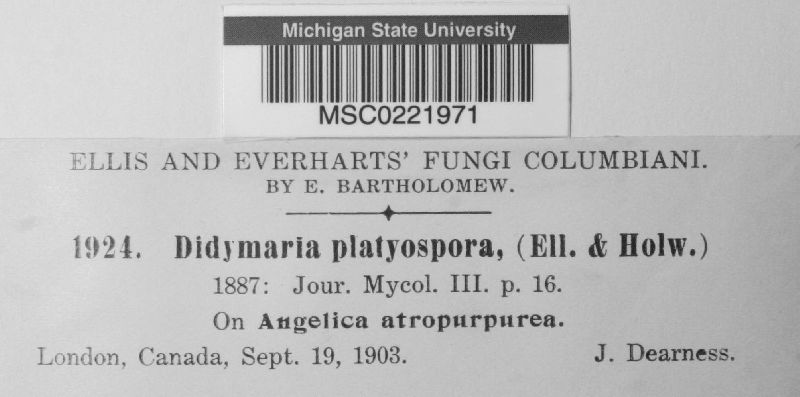 Michigan State University
MSC0221971
ELLIS AND EVERHARTS' FUNGI COLUMBIANI.
BY E. BARTHOLOMEW.
1924. Didymaria platyospora, (Ell. & Holw.)
1887: Jour. Mycol. III. p. 16.
On Angelica atropurpurea.
London, Canada, Sept. 19, 1903. J. Dearness.